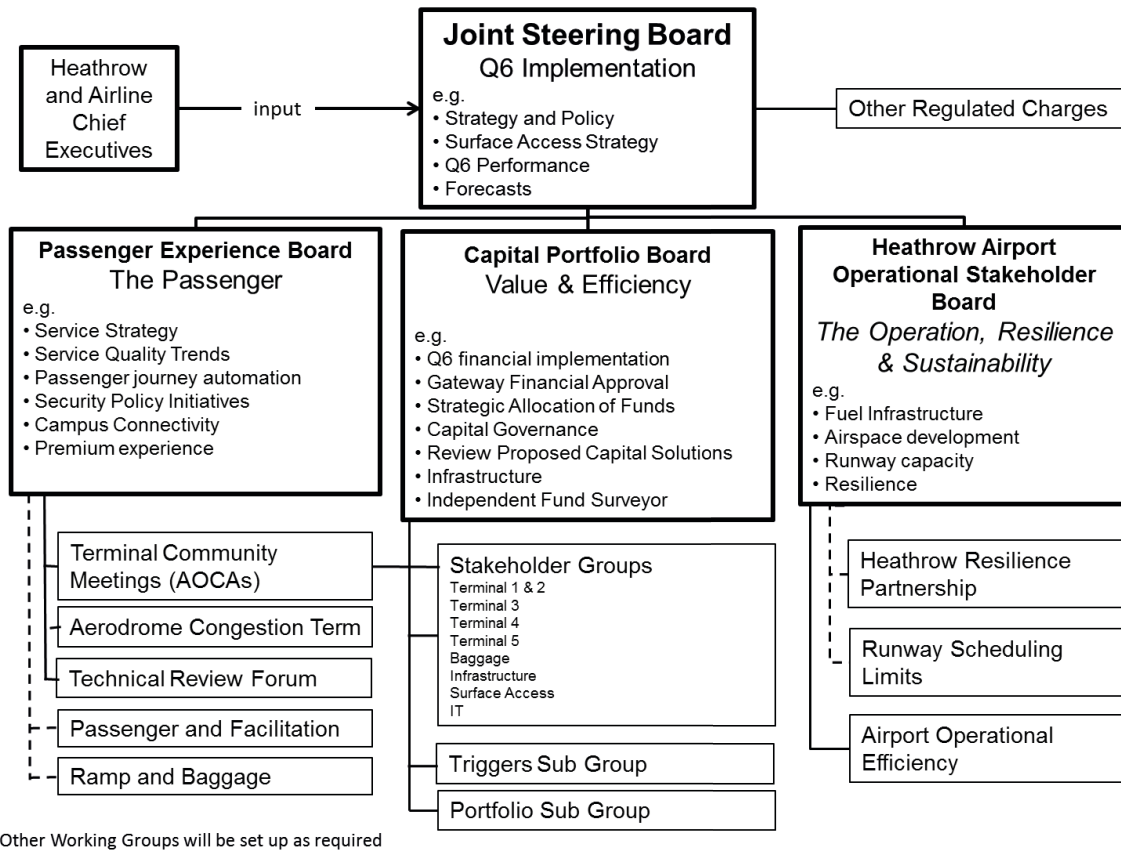 Heathrow
and Airline
Chief
Executives
input
Joint Steering Board
Q6 Implementation
e.g.
• Strategy and Policy
• Surface Access Strategy
• Q6 Performance
• Forecasts
Other Regulated Charges
Passenger Experience Board
The Passenger
e.g.
• Service Strategy
• Service Quality Trends
• Passenger journey automation
• Security Policy Initiatives
• Campus Connectivity
• Premium experience
Capital Portfolio Board
Value & Efficiency
e.g.
• Q6 financial implementation
• Gateway Financial Approval
• Strategic Allocation of Funds
• Capital Governance
• Review Proposed Capital Solutions
• Infrastructure
• Independent Fund Surveyor
Heathrow Airport
Operational Stakeholder
Board
The Operation, Resilience
& Sustainability
e.g.
• Fuel Infrastructure
• Airspace development
• Runway capacity
• Resilience
Terminal Community
Meetings (AOCAs)
Aerodrome Congestion Term
Technical Review Forum
Passenger and Facilitation
Ramp and Baggage
Stakeholder Groups
Terminal 1 & 2
Terminal 3
Terminal 4
Terminal 5
Baggage
Infrastructure
Surface Access
IT
Triggers Sub Group
Portfolio Sub Group
Heathrow Resilience
Partnership
Runway Scheduling
Limits
Airport Operational
Efficiency
Other Working Groups will be set up as required